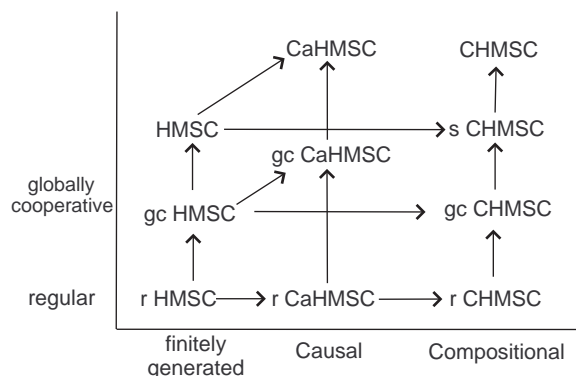 CaHMSC CHMSC
HMSC s CHMSC
gc CaHMSC
globally
cooperative
gc HMSC gc CHMSC
regular r HMSC r CaHMSC r CHMSC
finitely
generated Causal Compositional